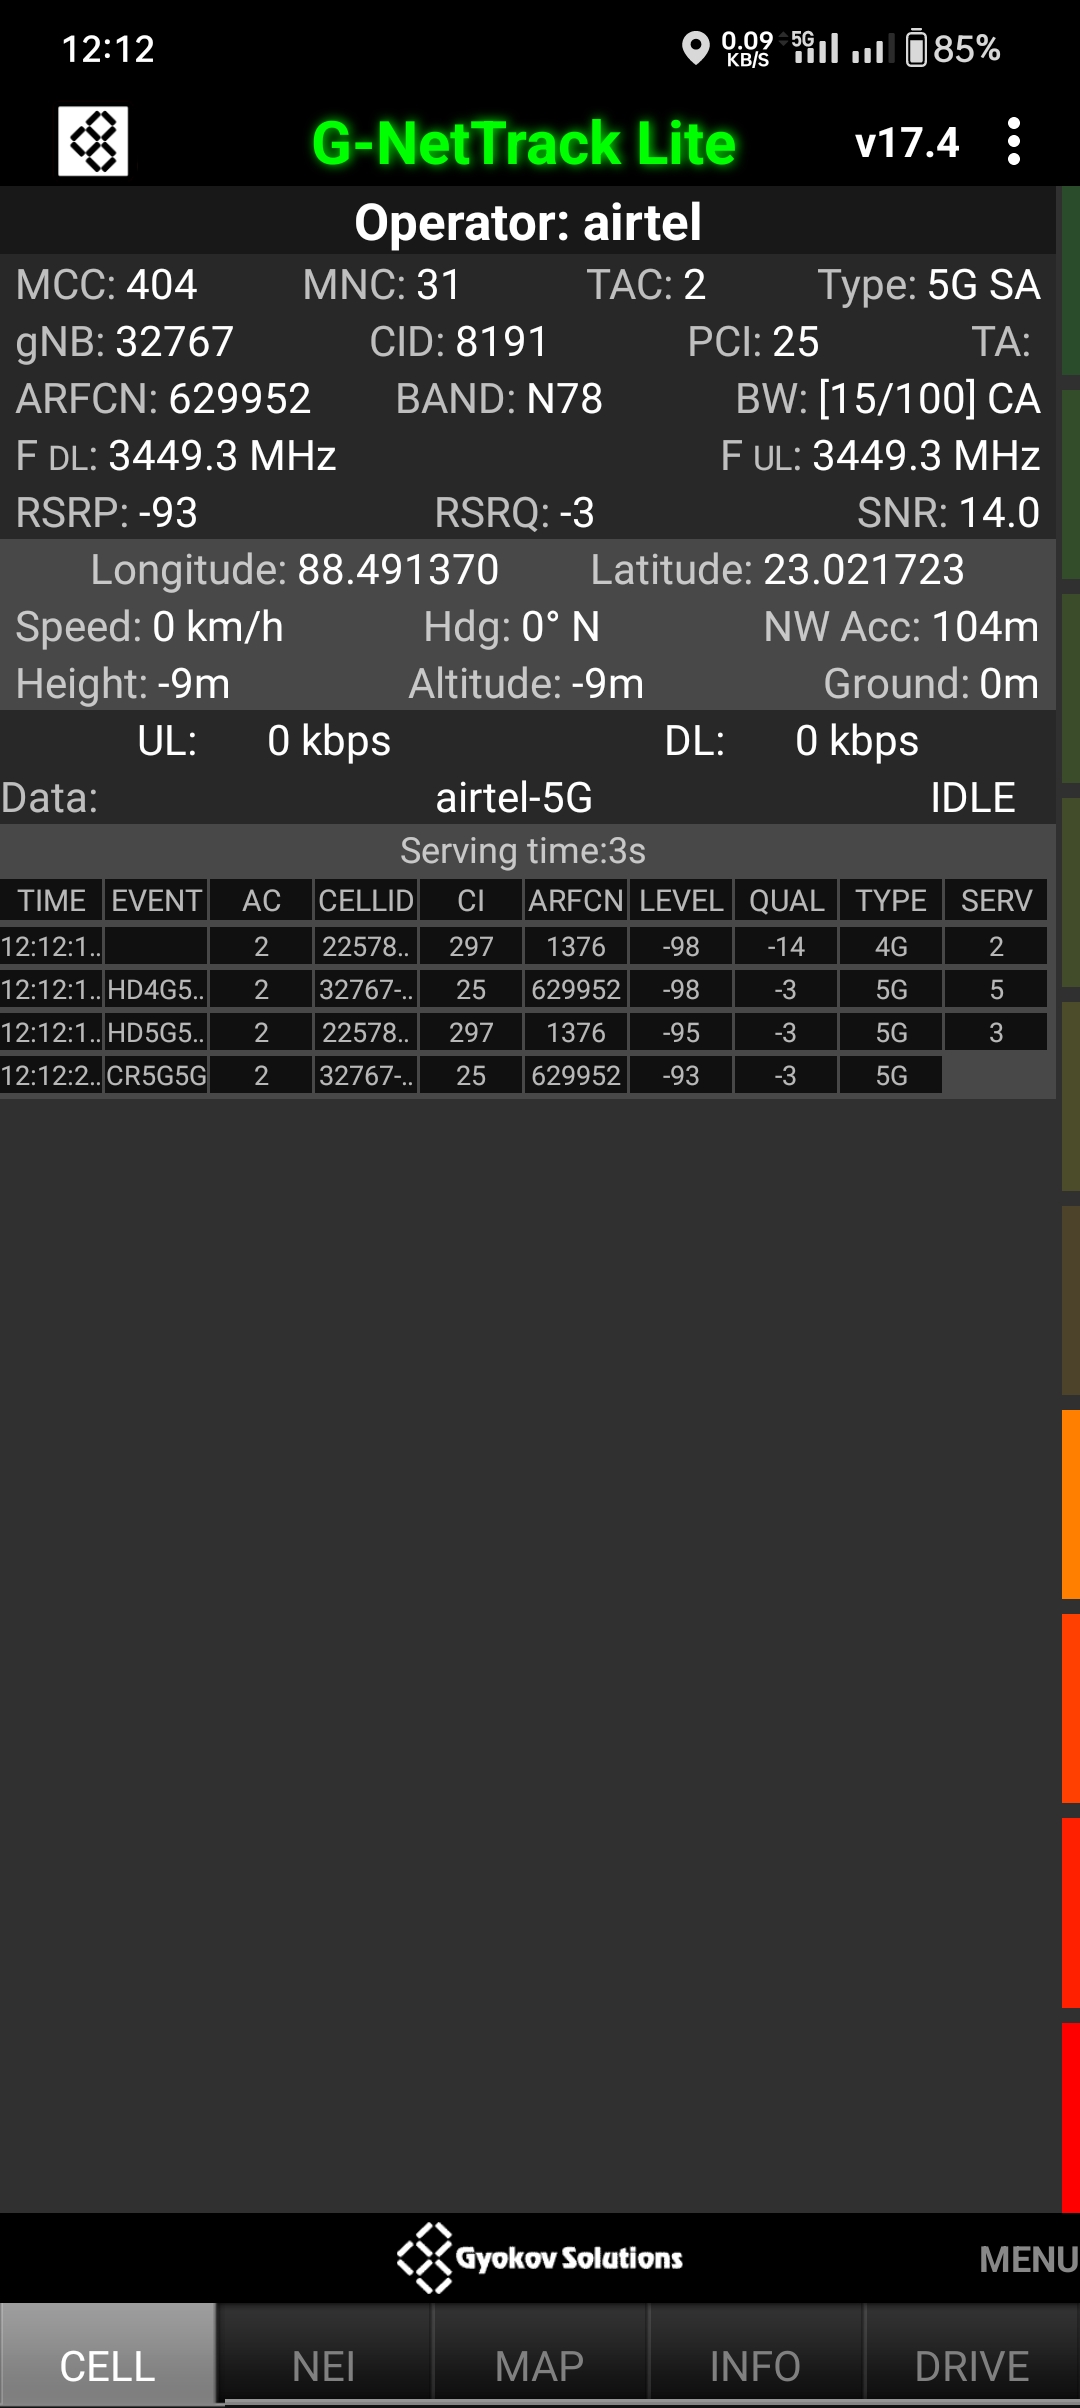 12:12 0.09 KB/S 5G 85%
G-NetTrack Lite v17.4
Operator: airtel
MCC: 404 MNC: 31 TAC: 2 Type: 5G SA
gNB: 32767 CID: 8191 PCI: 25 TA:
ARFCN: 629952 BAND: N78 BW: [15/100] CA
F DL: 3449.3 MHz F UL: 3449.3 MHz
RSRP: -93 RSRQ: -3 SNR: 14.0
Longitude: 88.491370 Latitude: 23.021723
Speed: 0 km/h Hdg: 0° N NW Acc: 104m
Height: -9m Altitude: -9m Ground: 0m
UL: 0 kbps DL: 0 kbps
Data: airtel-5G IDLE
Serving time:3s
TIME EVENT AC CELLID CI ARFCN LEVEL QUAL TYPE SERV
12:12:1.. 2 22578.. 297 1376 -98 -14 4G 2
12:12:1.. HD4G5.. 2 32767-.. 25 629952 -98 -3 5G 5
12:12:1.. HD5G5.. 2 22578.. 297 1376 -95 -3 5G 3
12:12:2.. CR5G5G 2 32767-.. 25 629952 -93 -3 5G
Gyokov Solutions MENU
CELL NEI MAP INFO DRIVE